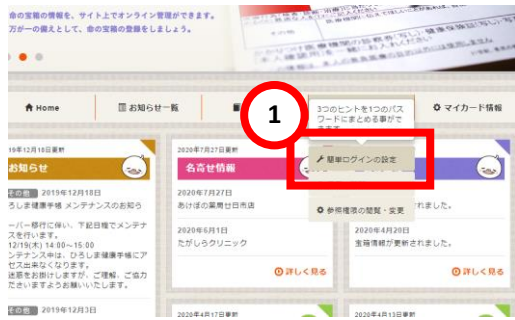 命の宝箱の情報を、サイト上でオンライン管理ができます。
万が一の備えとして、命の宝箱の登録をしましょう。
その他
Home
お知らせ一覧
1
3つのヒントを1つのパス
ワードにまとめる事がで
きます。
マイカード情報
簡単ログインの設定
参照権限の閲覧・変更
19年12月18日更新
お知らせ
その他 2019年12月18日
ろしま健康手帳 メンテナンスのお知ら
ーバー移行に伴い、下記日程でメンテナ
スを行います。
12/19(木) 14:00~15:00
ンテナンス中は、ひろしま健康手帳にア
セス出来なくなります。
迷惑をお掛けしますが、ご理解、ご協力
ださいますようお願いいたします。
その他 2019年12月3日
2020年7月27日更新
名寄せ情報
2020年7月27日
あけぼの薬局廿日市店
2020年6月1日
たがしらクリニック
詳しく見る
されました。
2020年4月20日
宝箱情報が更新されました。
詳しく見る
2020年4月17日更新
2020年4月13日更新